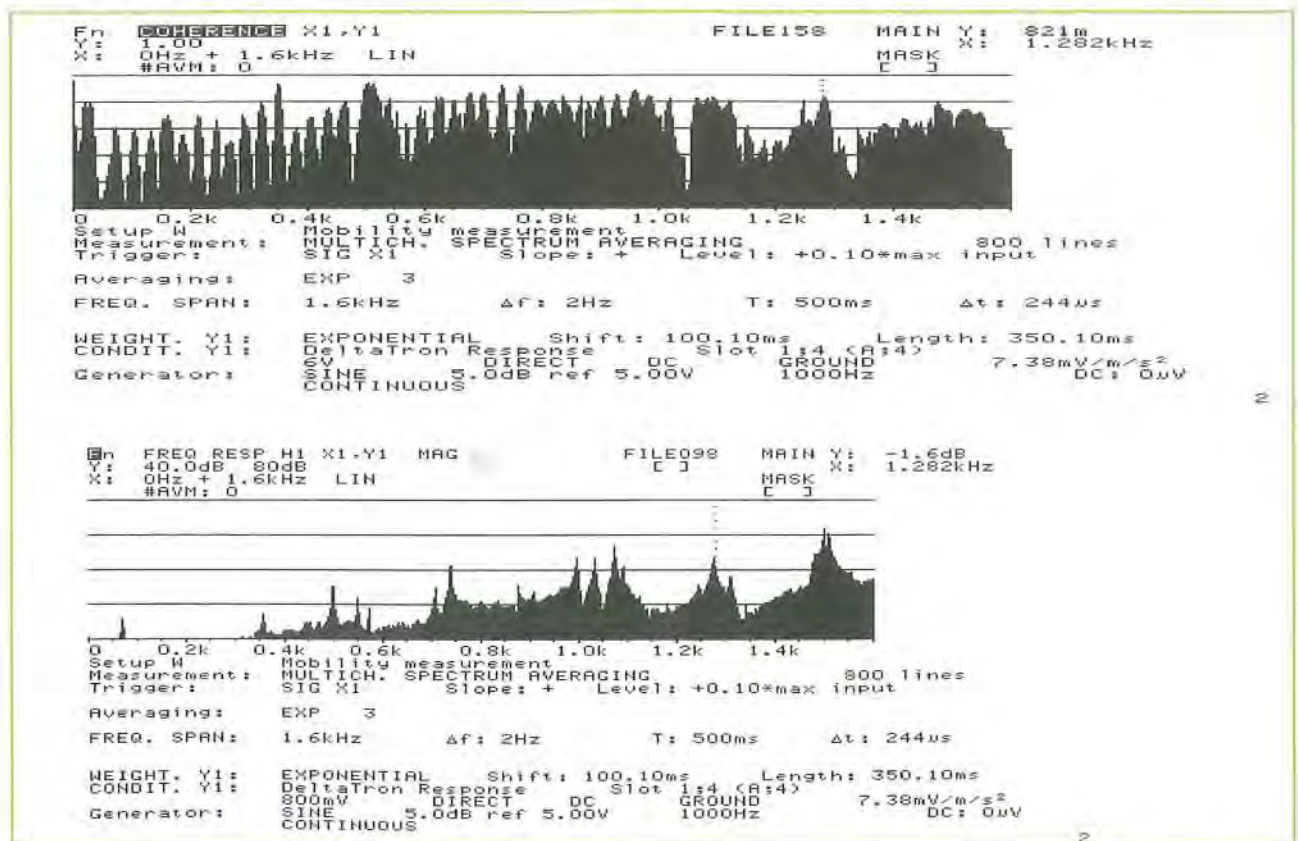 Fn COHERENCE X1,Y1 FILE158 MAIN Y: 821m
Y: 1.00 X: 1.282kHz
X: 0Hz + 1.6kHz LIN MASK
#AVM: 0 [ ]
0 0.2k 0.4k 0.6k 0.8k 1.0k 1.2k 1.4k
Setup W Mobility measurement
Measurement: MULTICH. SPECTRUM AVERAGING 800 lines
Trigger: SIG X1 Slope: + Level: +0.10*max input
Averaging: EXP 3
FREQ. SPAN: 1.6kHz Δf: 2Hz T: 500ms Δt: 244µs
WEIGHT. Y1: EXPONENTIAL Shift: 100.10ms Length: 350.10ms
CONDIT. Y1: DeltaTron Response Slot 1:4 (A:4)
6V DIRECT DC GROUND 7.38mV/m/s²
Generator: SINE 5.0dB ref 5.00V 1000Hz DC: 0µV
CONTINUOUS
2
Fn FREQ RESP H1 X1,Y1 MAG FILE098 MAIN Y: -1.6dB
Y: 40.0dB 80dB [ ] X: 1.282kHz
X: 0Hz + 1.6kHz LIN MASK
#AVM: 0 [ ]
0 0.2k 0.4k 0.6k 0.8k 1.0k 1.2k 1.4k
Setup W Mobility measurement
Measurement: MULTICH. SPECTRUM AVERAGING 800 lines
Trigger: SIG X1 Slope: + Level: +0.10*max input
Averaging: EXP 3
FREQ. SPAN: 1.6kHz Δf: 2Hz T: 500ms Δt: 244µs
WEIGHT. Y1: EXPONENTIAL Shift: 100.10ms Length: 350.10ms
CONDIT. Y1: DeltaTron Response Slot 1:4 (A:4)
800mV DIRECT DC GROUND 7.38mV/m/s²
Generator: SINE 5.0dB ref 5.00V 1000Hz DC: 0µV
CONTINUOUS
2